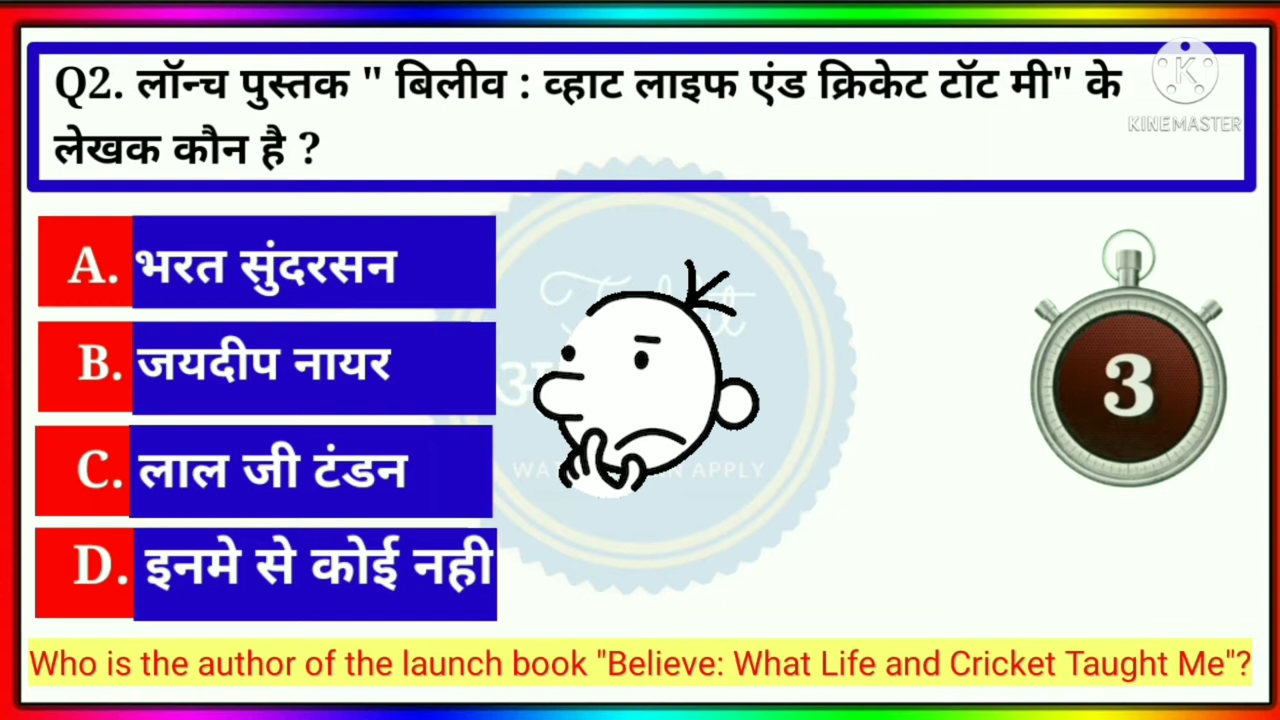 Q2. लॉन्च पुस्तक " बिलीव : व्हाट लाइफ एंड क्रिकेट टॉट मी" के
लेखक कौन है ?
K
KINEMASTER
A. भरत सुंदरसन
B. जयदीप नायर
C. लाल जी टंडन
D. इनमे से कोई नही
3
APPLY
Who is the author of the launch book "Believe: What Life and Cricket Taught Me"?